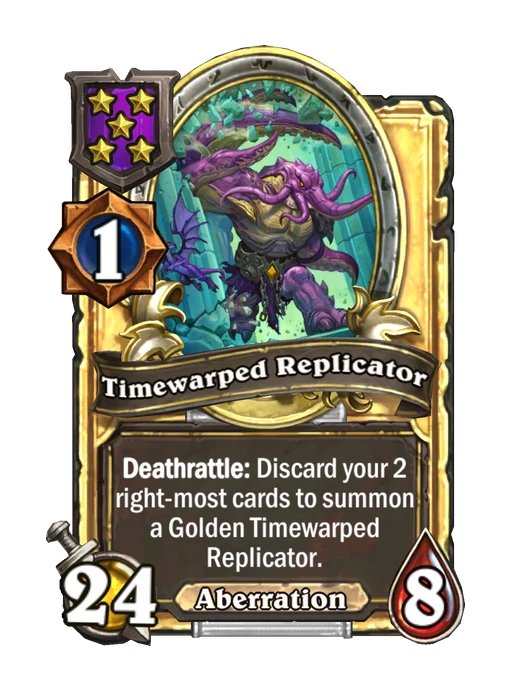 1
Timewarped Replicator
Deathrattle: Discard your 2
right-most cards to summon
a Golden Timewarped
Replicator.
24
Aberration
8